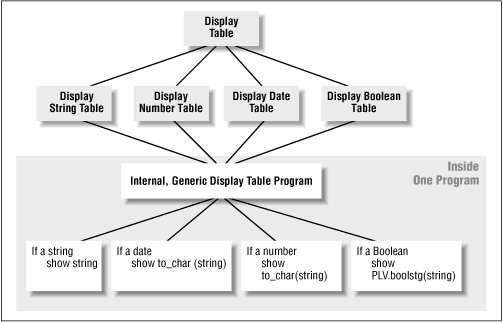 Display
Table
Display
String Table
Display
Number Table
Display Date
Table
Display Boolean
Table
Inside
One Program
Internal, Generic Display Table Program
If a string
show string
If a date
show to_char (string)
If a number
show
to_char(string)
If a Boolean
show
PLV.boolstg(string)